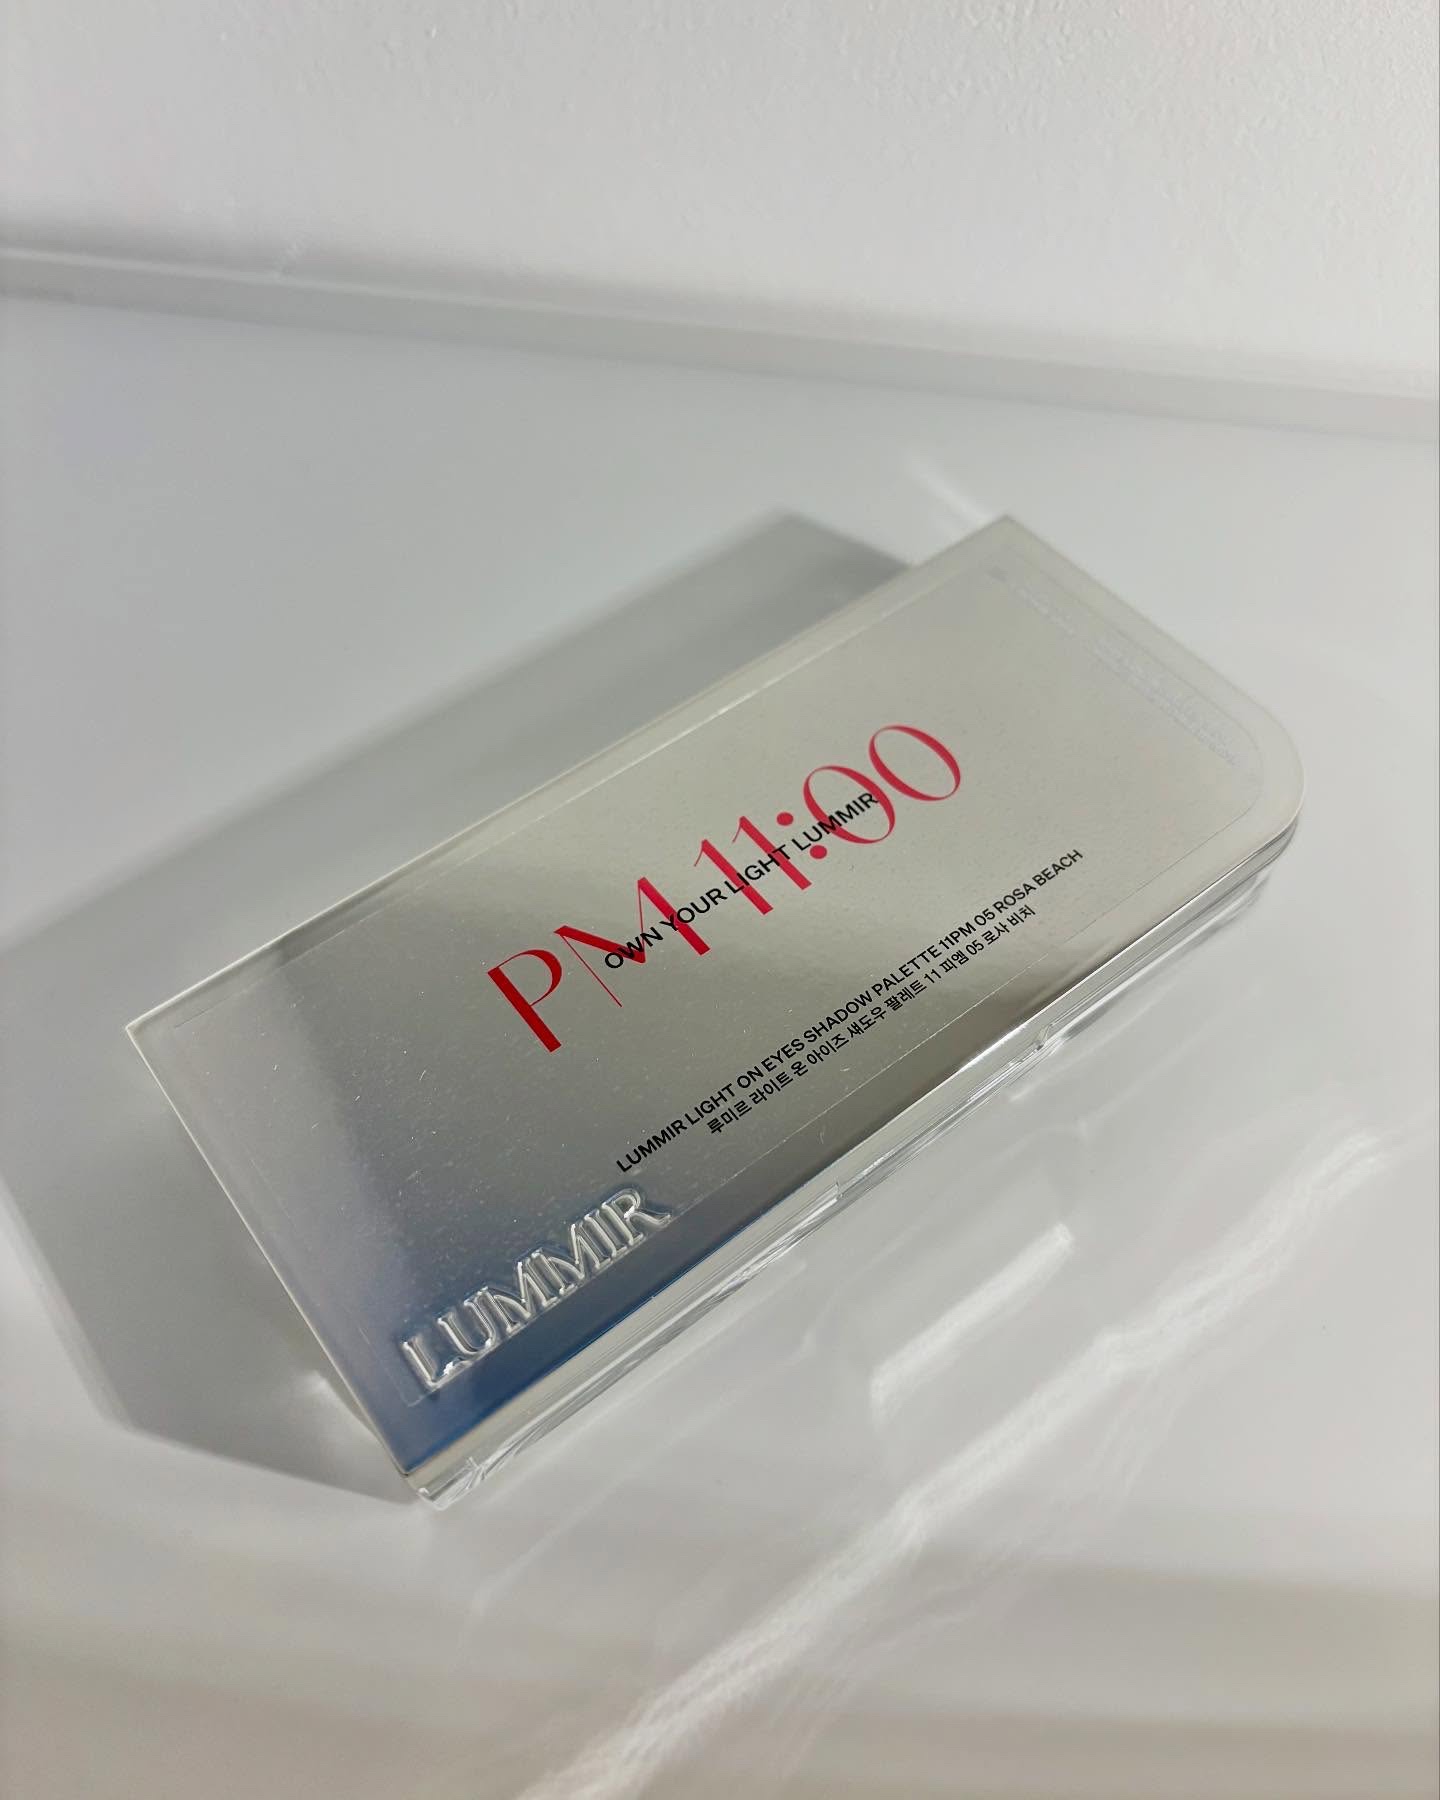 PM 11:00
OWN YOUR LIGHT LUMMIR
LUMMIR LIGHT ON EYES SHADOW PALETTE 11PM 05 ROSA BEACH
루미르 라이트 온 아이즈 섀도우 팔레트 11 피엠 05 로사 비치
LUMMIR